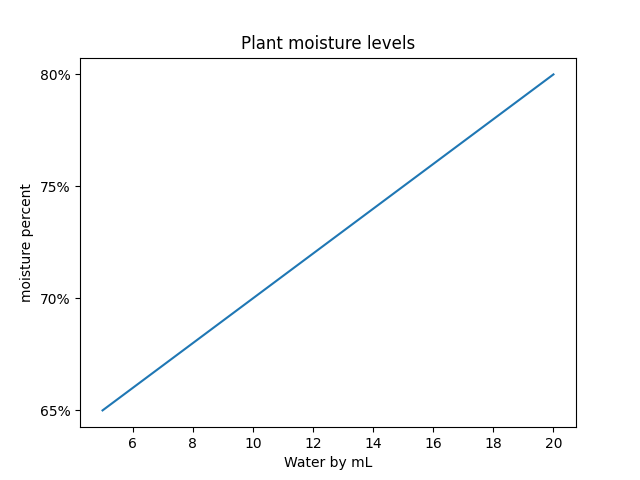 Plant moisture levels
80%
75%
70%
65%
moisture percent
6 8 10 12 14 16 18 20
Water by mL